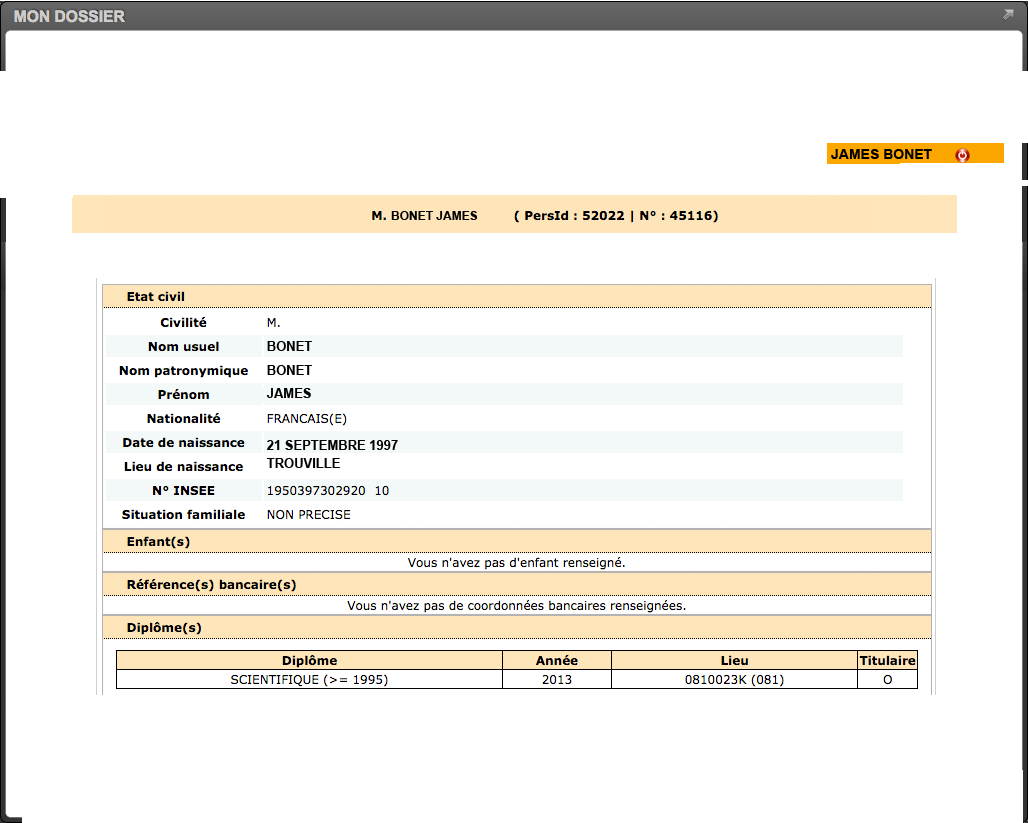 MON DOSSIER
JAMES BONET
M. BONET JAMES ( PersId : 52022 | N° : 45116)
Etat civil
Civilité M.
Nom usuel BONET
Nom patronymique BONET
Prénom JAMES
Nationalité FRANCAIS(E)
Date de naissance 21 SEPTEMBRE 1997
Lieu de naissance TROUVILLE
N° INSEE 1950397302920 10
Situation familiale NON PRECISE
Enfant(s)
Vous n'avez pas d'enfant renseigné.
Référence(s) bancaire(s)
Vous n'avez pas de coordonnées bancaires renseignées.
Diplôme(s)
Diplôme Année Lieu Titulaire
SCIENTIFIQUE (>= 1995) 2013 0810023K (081) O